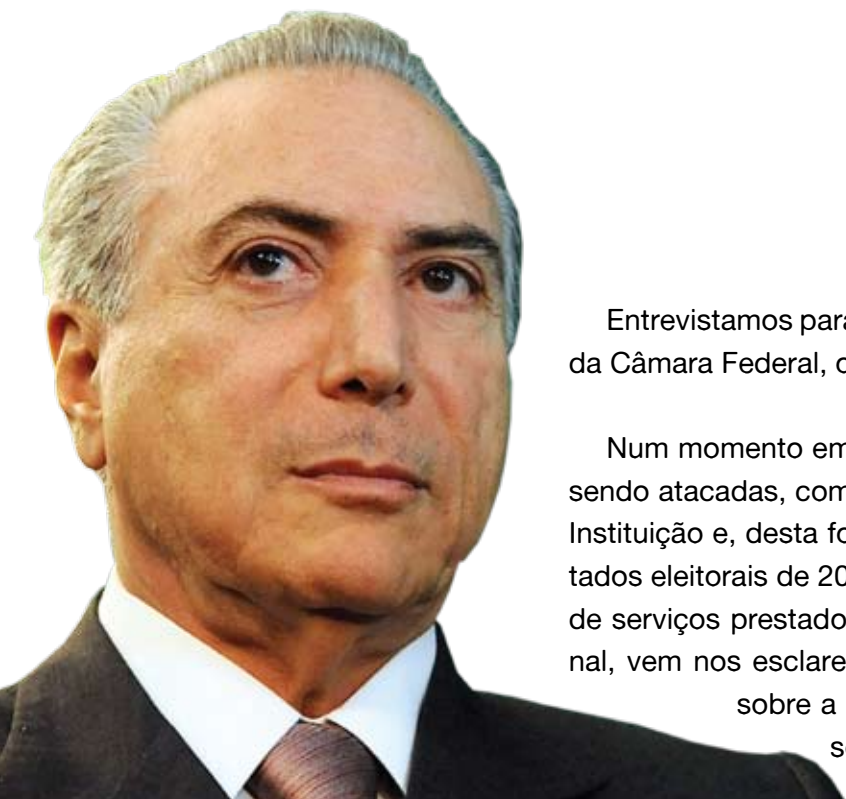 Entrevistamos para
da Câmara Federal, d
Num momento em
sendo atacadas, com
Instituição e, desta fo
tados eleitorais de 20
de serviços prestado
nal, vem nos esclare
sobre a
s